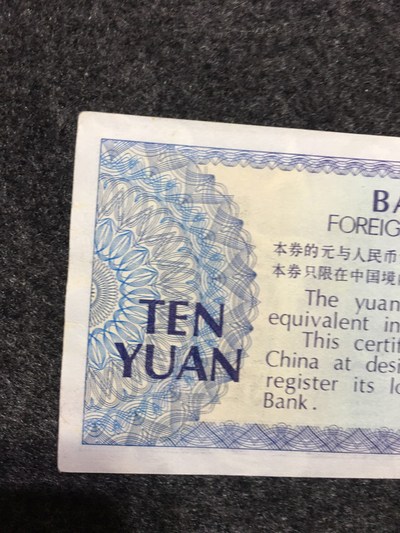 BA
FOREIG
本券的元与人民币
本券只限在中国境
The yuan
equivalent in
This certif
China at desi
register its lo
Bank.
TEN
YUAN